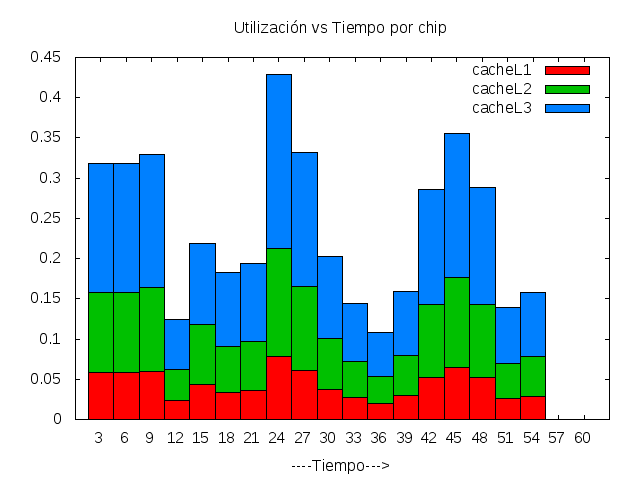 Utilización vs Tiempo por chip
cacheL1
cacheL2
cacheL3
0.45
0.4
0.35
0.3
0.25
0.2
0.15
0.1
0.05
0
3 6 9 12 15 18 21 24 27 30 33 36 39 42 45 48 51 54 57 60
----Tiempo--->